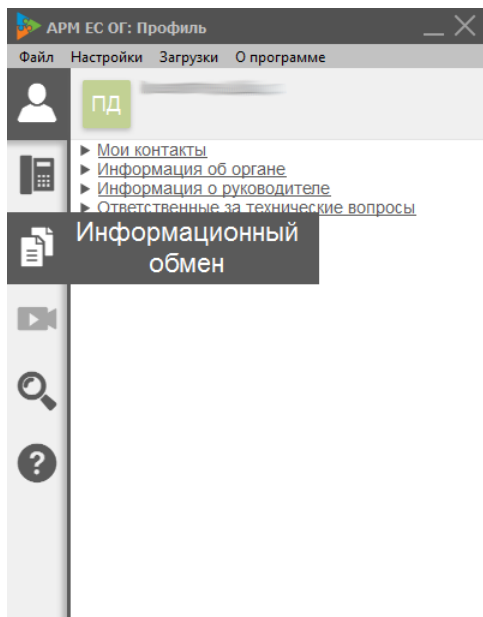 АРМ ЕС ОГ: Профиль
Файл Настройки Загрузки О программе
ПД
Мои контакты
Информация об органе
Информация о руководителе
Ответственные за технические вопросы
Информационный
обмен
?